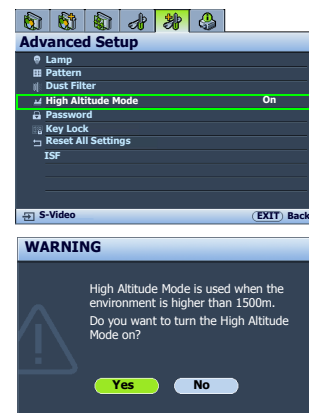 Advanced Setup
Lamp
Pattern
Dust Filter
High Altitude Mode On
Password
Key Lock
Reset All Settings
ISF
S-Video EXIT Back
WARNING
High Altitude Mode is used when the
environment is higher than 1500m.
Do you want to turn the High Altitude
Mode on?
Yes No